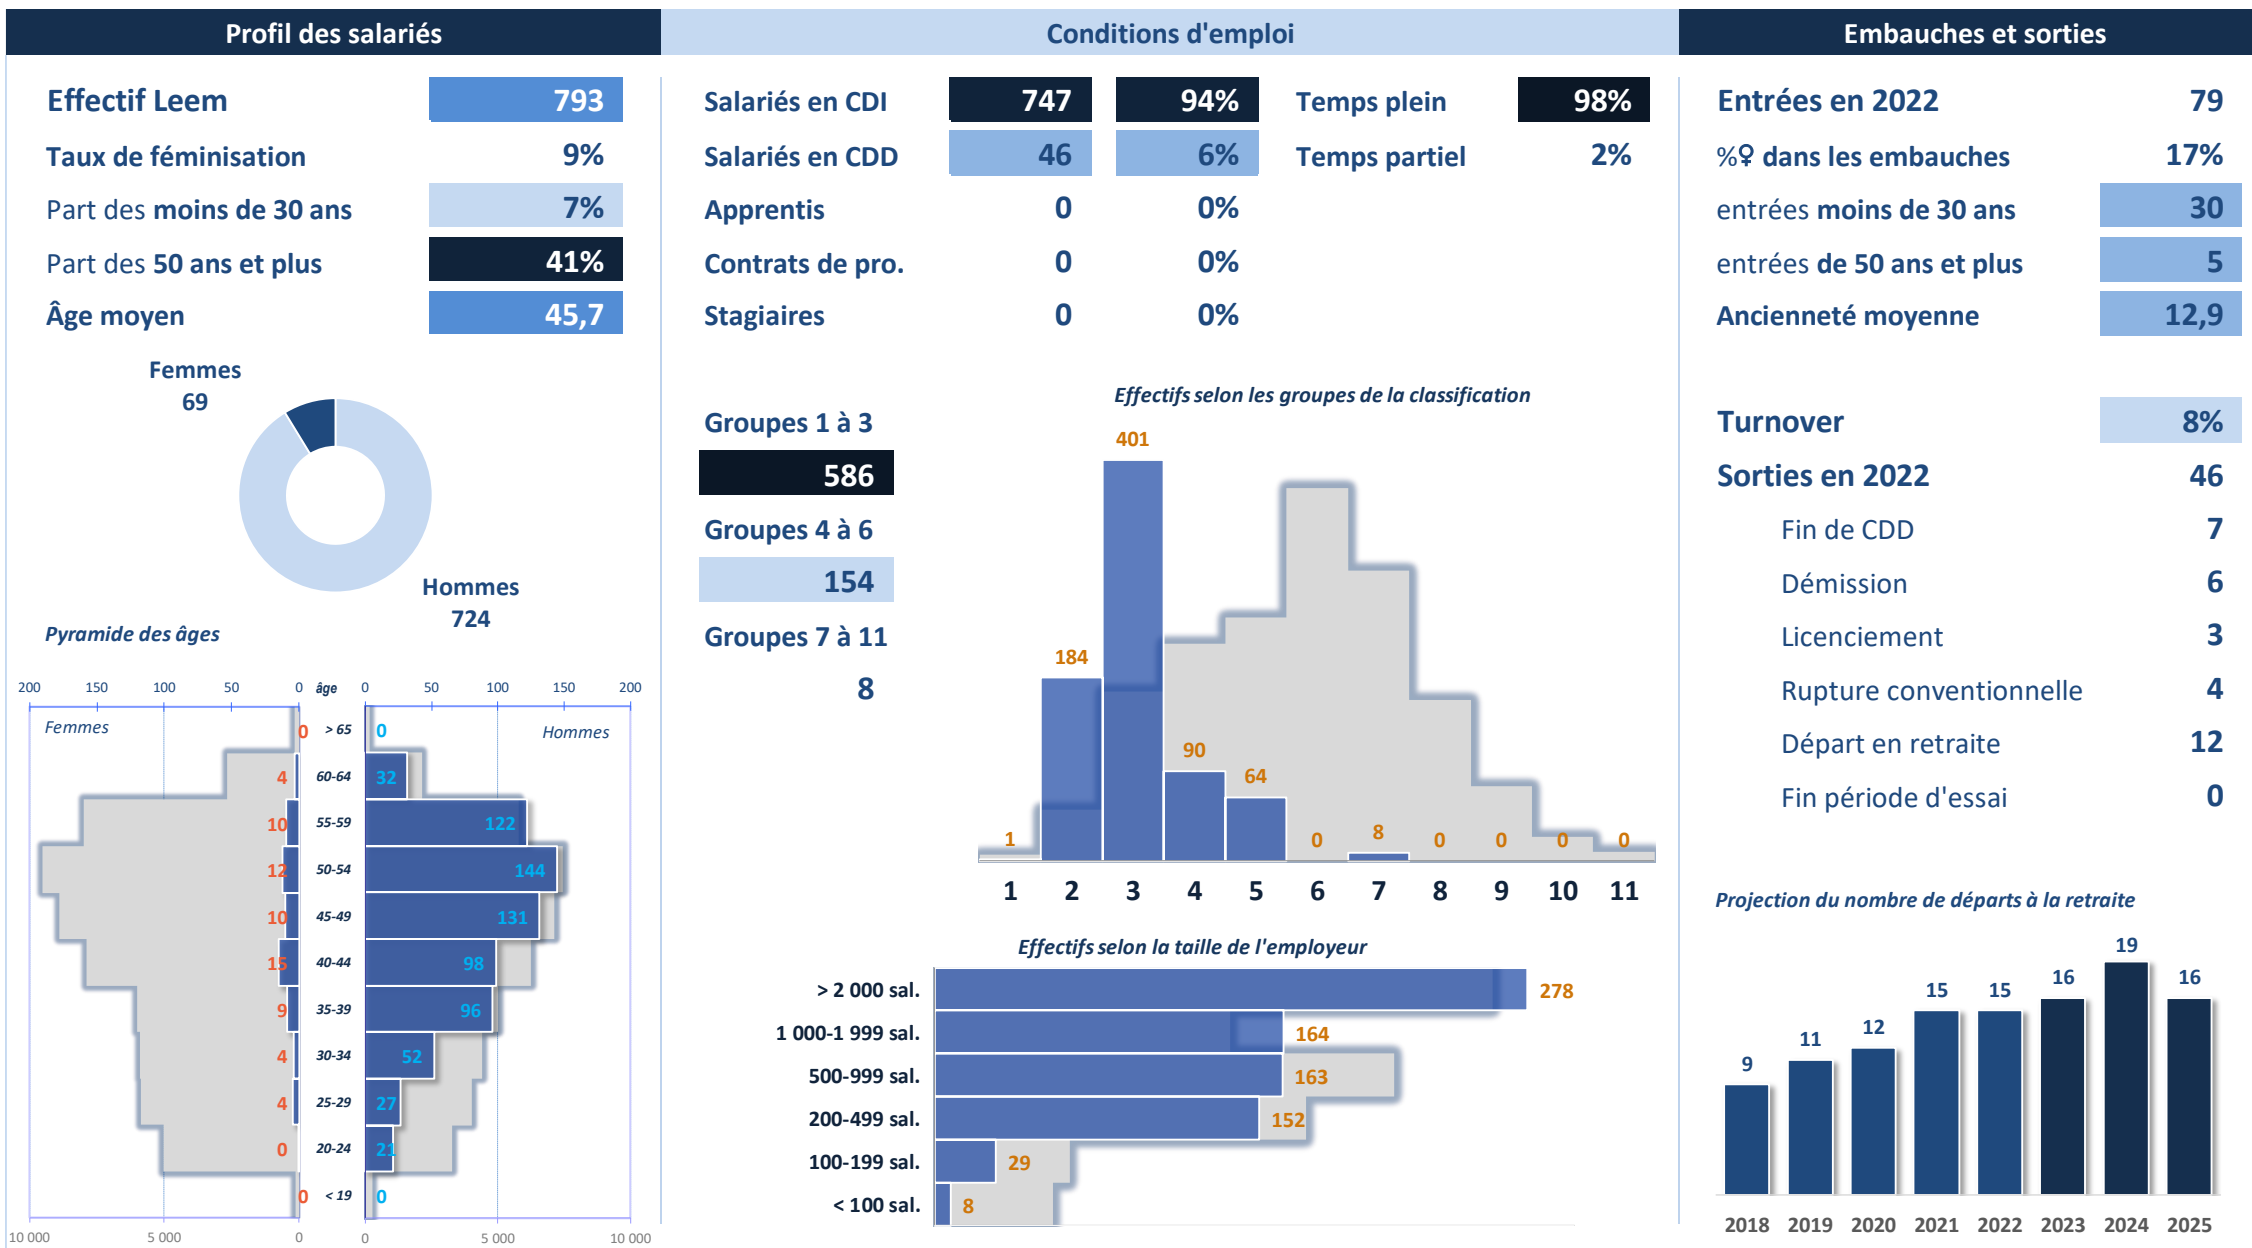 Profil des salariés
Effectif Leem 793
Taux de féminisation 9%
Part des moins de 30 ans 7%
Part des 50 ans et plus 41%
Âge moyen 45,7
Femmes
69
Hommes
724
Pyramide des âges
200 150 100 50 0 âge 0 50 100 150 200
Femmes 0 > 65 0 Hommes
4 60-64 32
10 55-59 122
12 50-54 144
10 45-49 131
15 40-44 98
9 35-39 96
4 30-34 52
4 25-29 27
0 20-24 21
0 < 19 0
10 000 5 000 0 0 5 000 10 000
Conditions d'emploi
Salariés en CDI 747 94% Temps plein 98%
Salariés en CDD 46 6% Temps partiel 2%
Apprentis 0 0%
Contrats de pro. 0 0%
Stagiaires 0 0%
Groupes 1 à 3
586
Groupes 4 à 6
154
Groupes 7 à 11
8
Effectifs selon les groupes de la classification
1 184 401 90 64 0 8 0 0 0 0
1 2 3 4 5 6 7 8 9 10 11
Effectifs selon la taille de l'employeur
> 2 000 sal. 278
1 000-1 999 sal. 164
500-999 sal. 163
200-499 sal. 152
100-199 sal. 29
< 100 sal. 8
Embauches et sorties
Entrées en 2022 79
%♀ dans les embauches 17%
entrées moins de 30 ans 30
entrées de 50 ans et plus 5
Ancienneté moyenne 12,9
Turnover 8%
Sorties en 2022 46
Fin de CDD 7
Démission 6
Licenciement 3
Rupture conventionnelle 4
Départ en retraite 12
Fin période d'essai 0
Projection du nombre de départs à la retraite
9 11 12 15 15 16 19 16
2018 2019 2020 2021 2022 2023 2024 2025